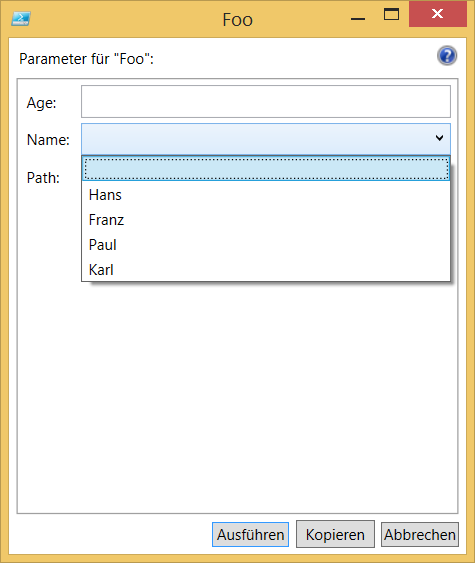 Foo
Parameter für "Foo":
?
Age:
Name:
Path:
Hans
Franz
Paul
Karl
Ausführen Kopieren Abbrechen